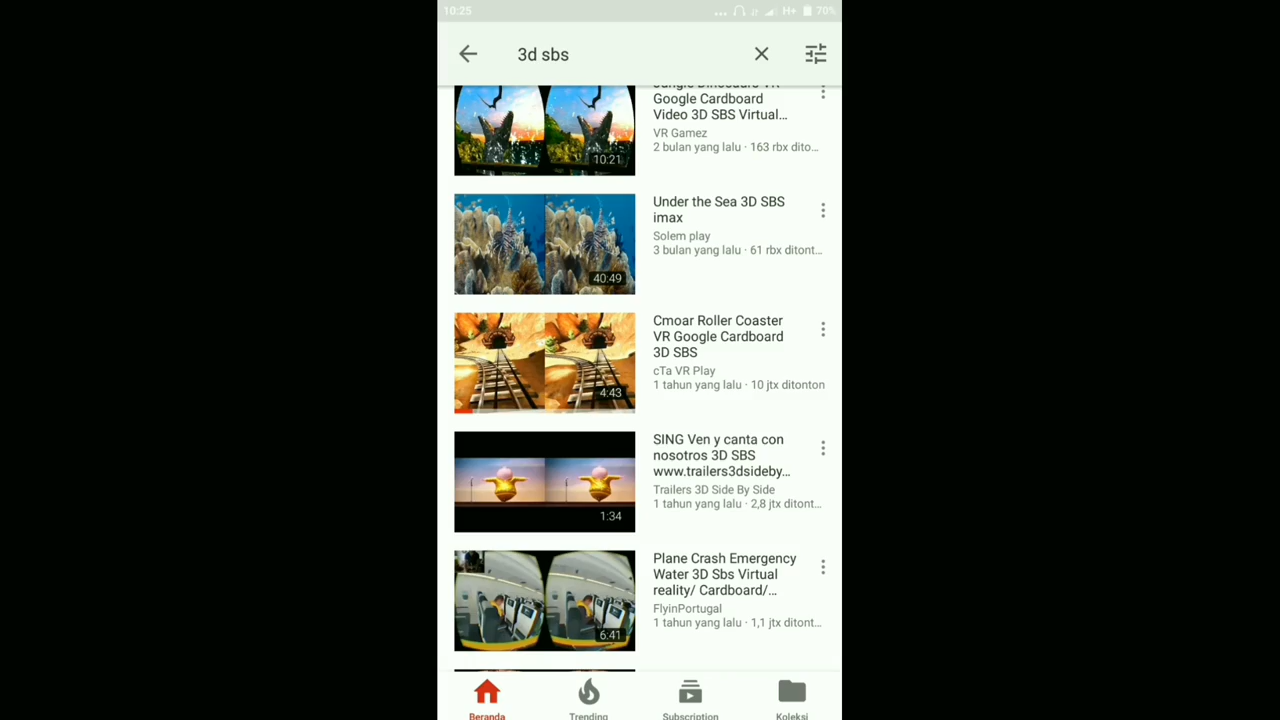 10:25
H+
70%
3d sbs
Jungle Dinosaurs VR
Google Cardboard
Video 3D SBS Virtual…
VR Gamez
2 bulan yang lalu · 163 rbx dito…
10:21
Under the Sea 3D SBS
imax
Solem play
3 bulan yang lalu · 61 rbx ditont…
40:49
Cmoar Roller Coaster
VR Google Cardboard
3D SBS
cTa VR Play
1 tahun yang lalu · 10 jtx ditonton
4:43
SING Ven y canta con
nosotros 3D SBS
www.trailers3dsideby…
Trailers 3D Side By Side
1 tahun yang lalu · 2,8 jtx ditont…
1:34
Plane Crash Emergency
Water 3D Sbs Virtual
reality/ Cardboard/…
FlyinPortugal
1 tahun yang lalu · 1,1 jtx ditont…
6:41
Beranda
Trending
Subscription
Koleksi